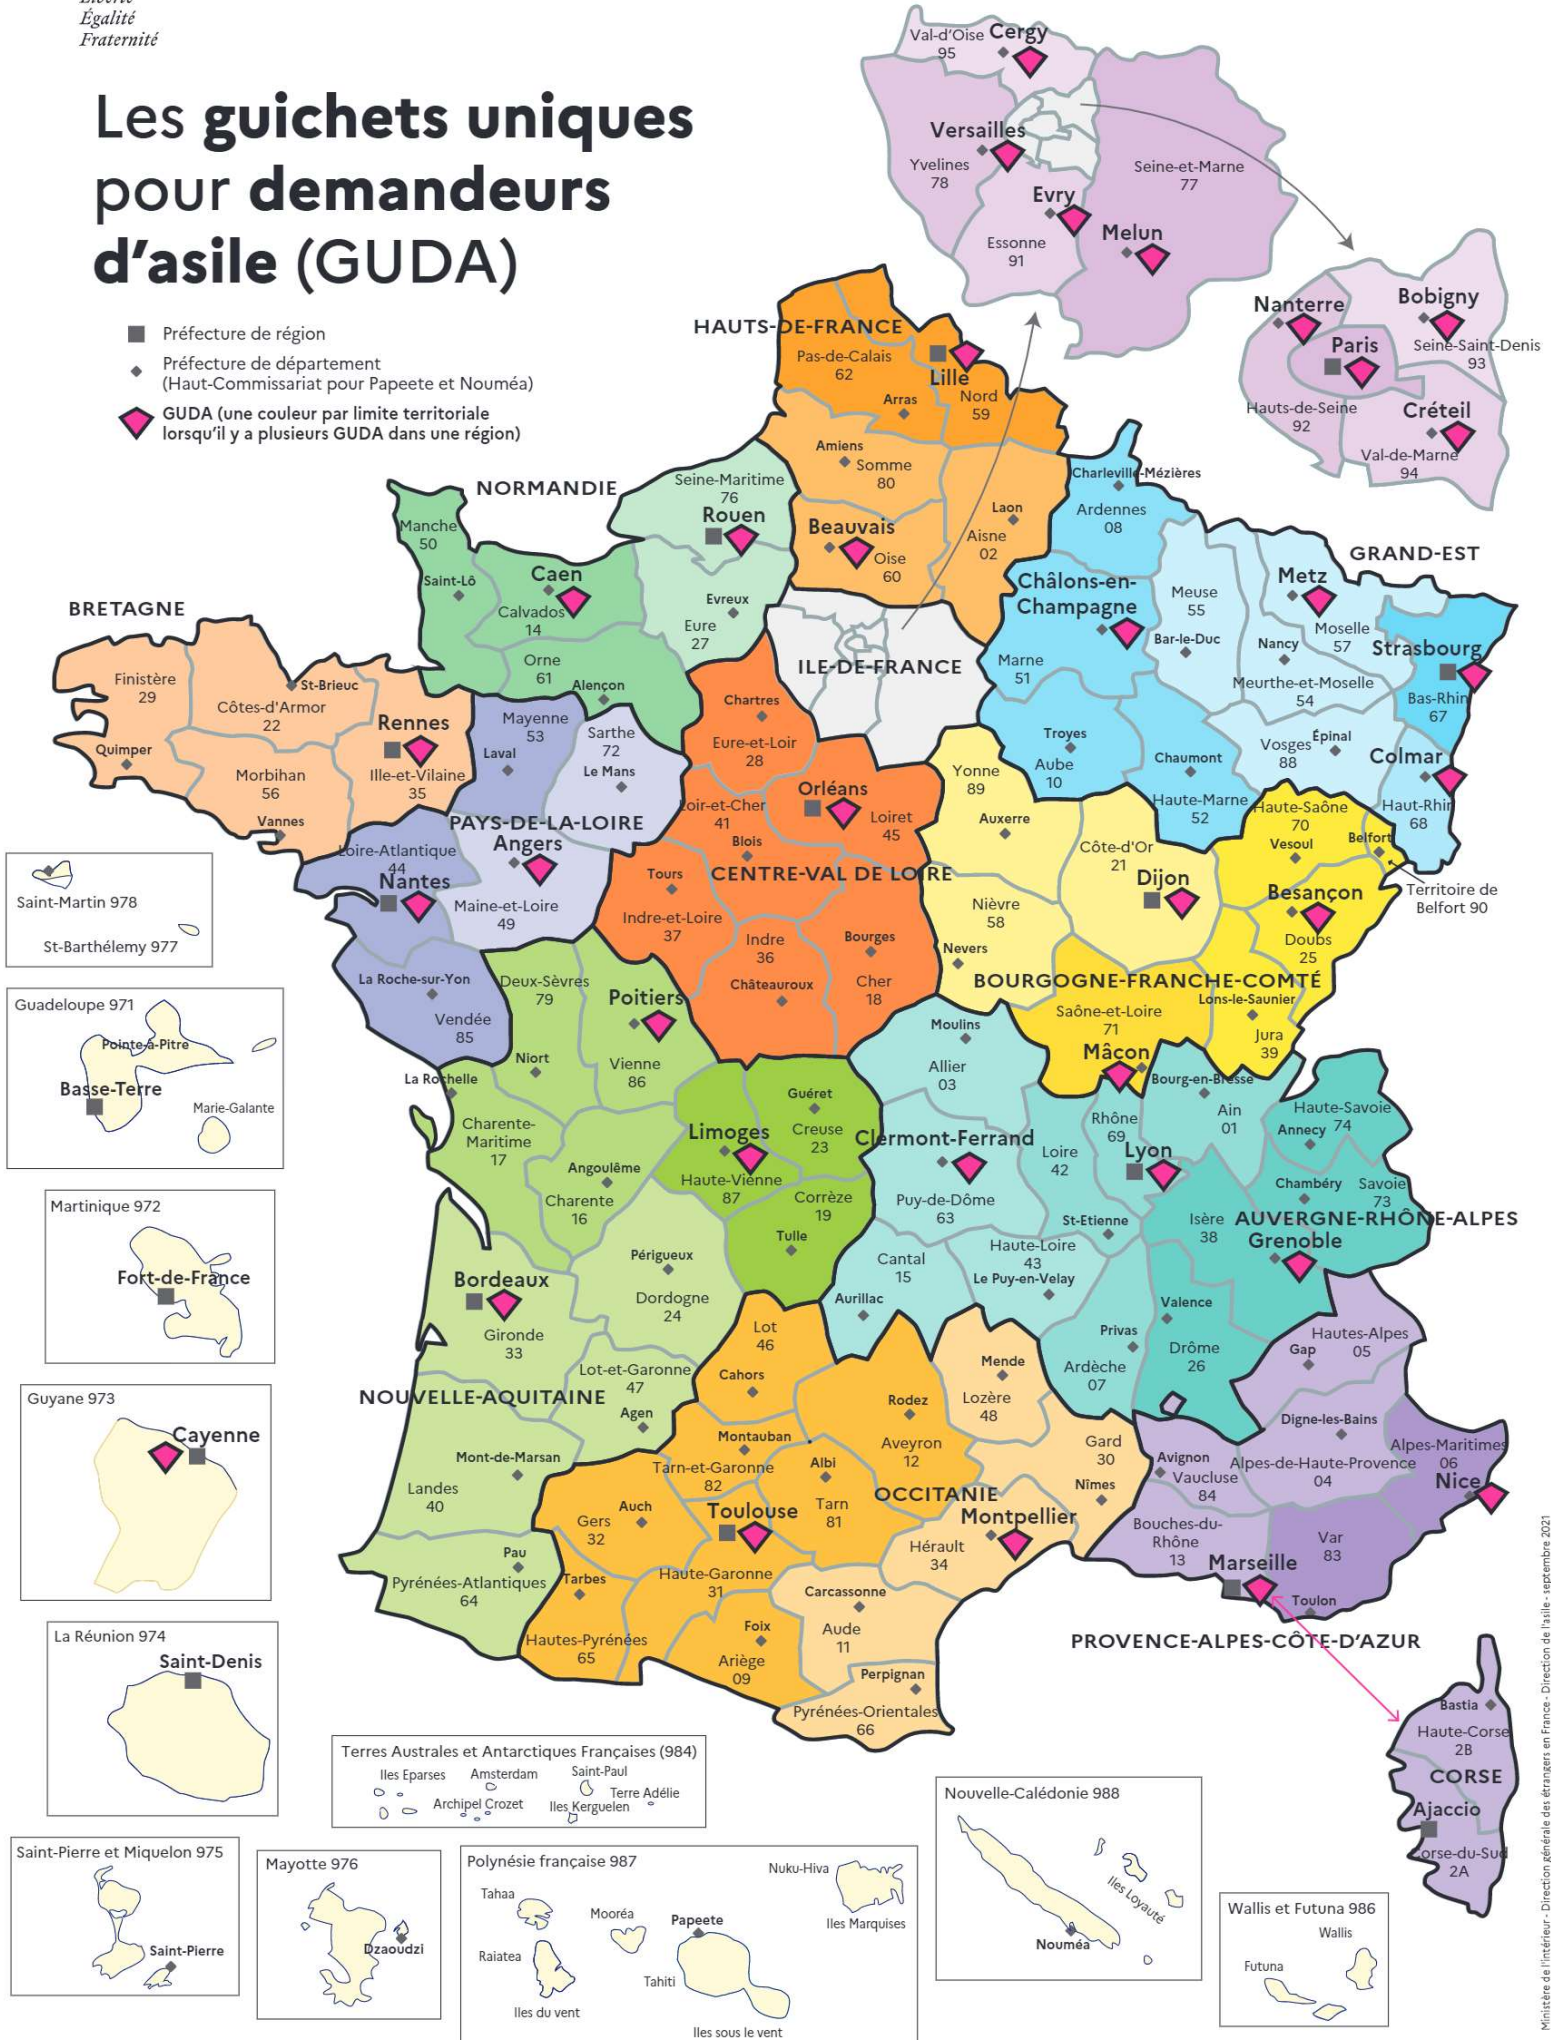 Liberté
Égalité
Fraternité
Les guichets uniques
pour demandeurs
d'asile (GUDA)
Préfecture de région
Préfecture de département
(Haut-Commissariat pour Papeete et Nouméa)
GUDA (une couleur par limite territoriale
lorsqu'il y a plusieurs GUDA dans une région)
Val-d'Oise
95
Cergy
Versailles
Yvelines
78
Evry
Essonne
91
Melun
Seine-et-Marne
77
Nanterre
Hauts-de-Seine
92
Paris
Bobigny
Seine-Saint-Denis
93
Créteil
Val-de-Marne
94
HAUTS-DE-FRANCE
Pas-de-Calais
62
Arras
Lille
Nord
59
Amiens
Somme
80
Beauvais
Oise
60
Laon
Aisne
02
NORMANDIE
Seine-Maritime
76
Rouen
Evreux
Eure
27
Manche
50
Saint-Lô
Caen
Calvados
14
Orne
61
Alençon
BRETAGNE
Finistère
29
Quimper
Côtes-d'Armor
22
St-Brieuc
Morbihan
56
Vannes
Rennes
Ille-et-Vilaine
35
ILE-DE-FRANCE
GRAND-EST
Charleville-Mézières
Ardennes
08
Châlons-en-
Champagne
Marne
51
Troyes
Aube
10
Chaumont
Haute-Marne
52
Meuse
55
Bar-le-Duc
Metz
Moselle
57
Nancy
Meurthe-et-Moselle
54
Vosges
88
Épinal
Strasbourg
Bas-Rhin
67
Colmar
Haut-Rhin
68
PAYS-DE-LA-LOIRE
Mayenne
53
Laval
Sarthe
72
Le Mans
Angers
Maine-et-Loire
49
Loire-Atlantique
44
Nantes
La Roche-sur-Yon
Vendée
85
CENTRE-VAL DE LOIRE
Chartres
Eure-et-Loir
28
Orléans
Loiret
45
Loir-et-Cher
41
Blois
Tours
Indre-et-Loire
37
Indre
36
Châteauroux
Bourges
Cher
18
BOURGOGNE-FRANCHE-COMTÉ
Yonne
89
Auxerre
Côte-d'Or
21
Dijon
Nièvre
58
Nevers
Saône-et-Loire
71
Mâcon
Haute-Saône
70
Vesoul
Belfort
Territoire de
Belfort 90
Besançon
Doubs
25
Lons-le-Saunier
Jura
39
NOUVELLE-AQUITAINE
Deux-Sèvres
79
Niort
Poitiers
Vienne
86
La Rochelle
Charente-
Maritime
17
Angoulême
Charente
16
Limoges
Haute-Vienne
87
Guéret
Creuse
23
Corrèze
19
Tulle
Périgueux
Dordogne
24
Bordeaux
Gironde
33
Lot-et-Garonne
47
Agen
Mont-de-Marsan
Landes
40
Pau
Pyrénées-Atlantiques
64
AUVERGNE-RHÔNE-ALPES
Moulins
Allier
03
Clermont-Ferrand
Puy-de-Dôme
63
Cantal
15
Aurillac
Haute-Loire
43
Le Puy-en-Velay
Loire
42
St-Etienne
Rhône
69
Lyon
Bourg-en-Bresse
Ain
01
Haute-Savoie
74
Annecy
Chambéry
Savoie
73
Isère
38
Grenoble
Valence
Drôme
26
Privas
Ardèche
07
OCCITANIE
Lot
46
Cahors
Rodez
Aveyron
12
Mende
Lozère
48
Gard
30
Nîmes
Montauban
Tarn-et-Garonne
82
Albi
Tarn
81
Auch
Gers
32
Toulouse
Haute-Garonne
31
Montpellier
Hérault
34
Tarbes
Hautes-Pyrénées
65
Foix
Ariège
09
Carcassonne
Aude
11
Perpignan
Pyrénées-Orientales
66
PROVENCE-ALPES-CÔTE-D'AZUR
Hautes-Alpes
05
Gap
Digne-les-Bains
Alpes-de-Haute-Provence
04
Alpes-Maritimes
06
Nice
Avignon
Vaucluse
84
Bouches-du-
Rhône
13
Marseille
Var
83
Toulon
CORSE
Bastia
Haute-Corse
2B
Ajaccio
Corse-du-Sud
2A
Saint-Martin 978
St-Barthélemy 977
Guadeloupe 971
Pointe-à-Pitre
Basse-Terre
Marie-Galante
Martinique 972
Fort-de-France
Guyane 973
Cayenne
La Réunion 974
Saint-Denis
Saint-Pierre et Miquelon 975
Saint-Pierre
Mayotte 976
Dzaoudzi
Terres Australes et Antarctiques Françaises (984)
Iles Eparses
Amsterdam
Saint-Paul
Terre Adélie
Archipel Crozet
Iles Kerguelen
Polynésie française 987
Tahaa
Mooréa
Papeete
Nuku-Hiva
Iles Marquises
Raiatea
Tahiti
Iles du vent
Iles sous le vent
Nouvelle-Calédonie 988
Iles Loyauté
Nouméa
Wallis et Futuna 986
Wallis
Futuna
Ministère de l'intérieur - Direction générale des étrangers en France - Direction de l'asile - septembre 2021